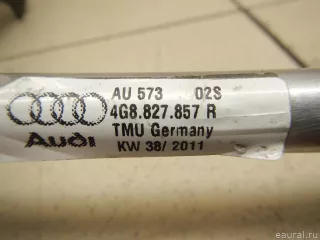 AU 573 02S
4G8.827.857 R
Audi
TMU Germany
KW 38/ 2011
eaural.ru